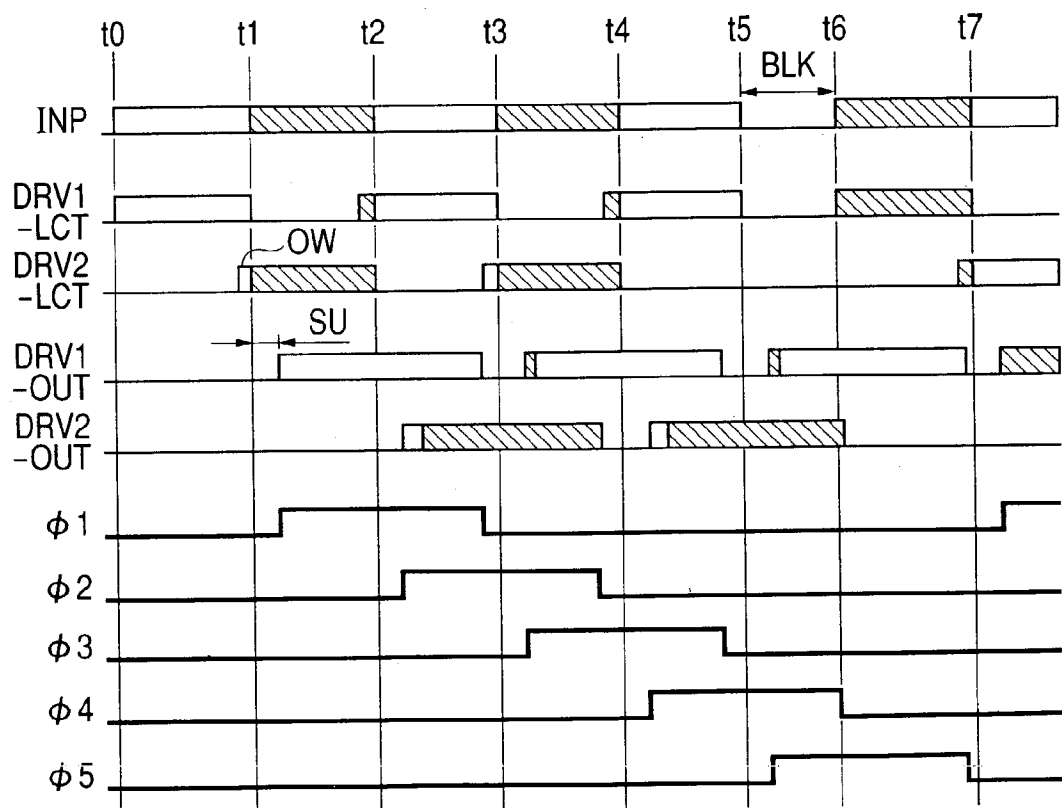 t0 t1 t2 t3 t4 t5 t6 t7
BLK
INP
DRV1
-LCT
OW
DRV2
-LCT
SU
DRV1
-OUT
DRV2
-OUT
φ1
φ2
φ3
φ4
φ5